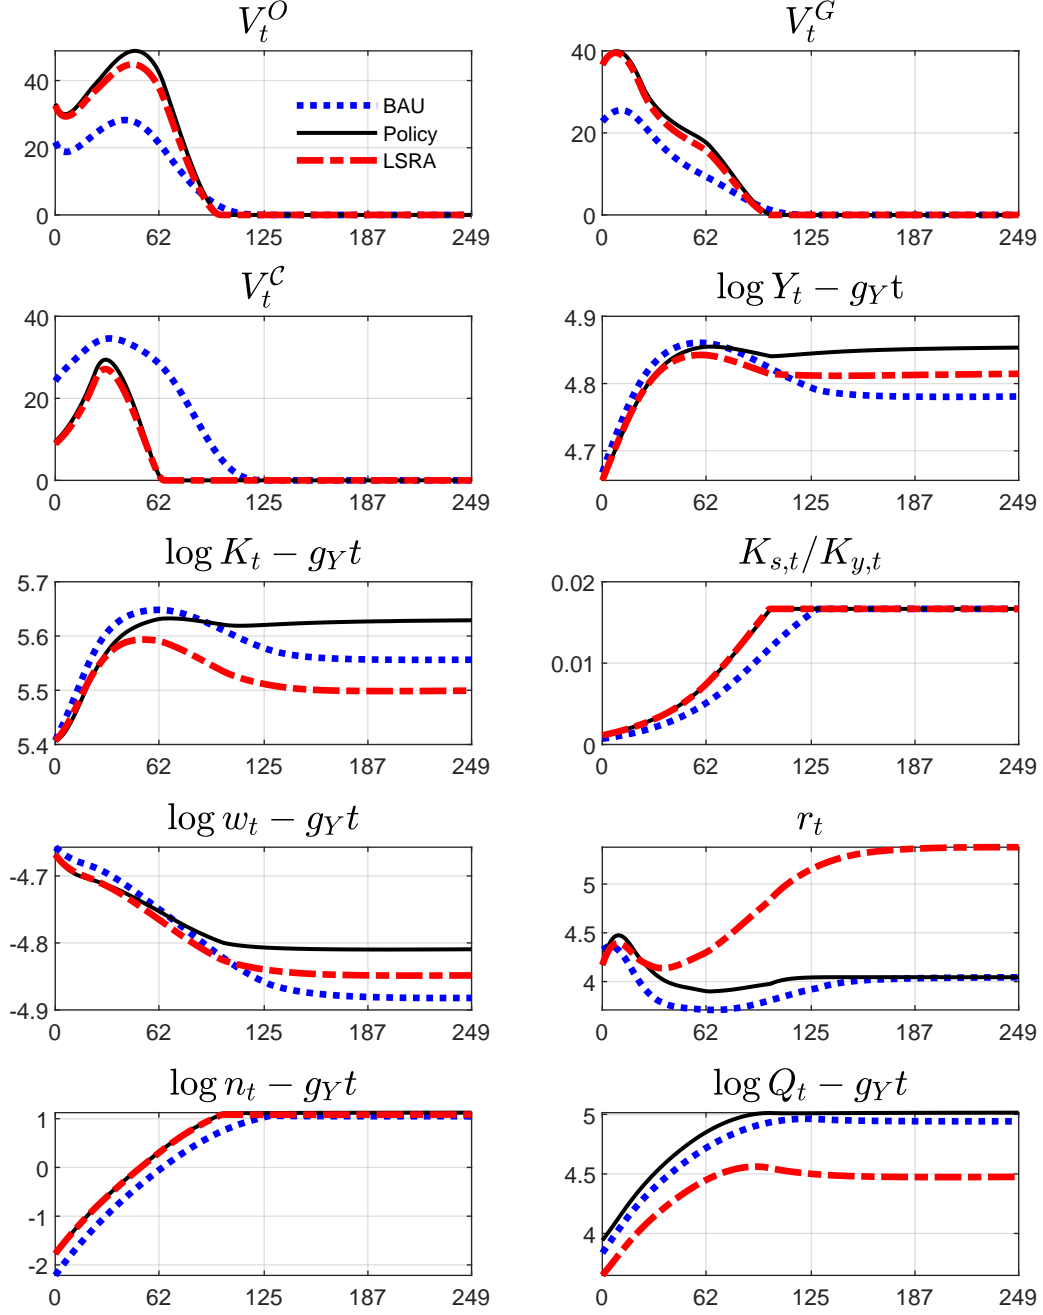 V_t^O V_t^G
40 40
20 20
0 0
BAU
Policy
LSRA
0 62 125 187 249 0 62 125 187 249
V_t^𝒞 log Y_t − g_Y t
40 4.9
20 4.8
0 4.7
0 62 125 187 249 0 62 125 187 249
log K_t − g_Y t K_{s,t}/K_{y,t}
5.7 0.02
5.6
5.5 0.01
5.4 0
0 62 125 187 249 0 62 125 187 249
log w_t − g_Y t r_t
-4.7 5
-4.8 4.5
-4.9 4
0 62 125 187 249 0 62 125 187 249
log n_t − g_Y t log Q_t − g_Y t
1 5
0 4.5
-1 4
-2
0 62 125 187 249 0 62 125 187 249